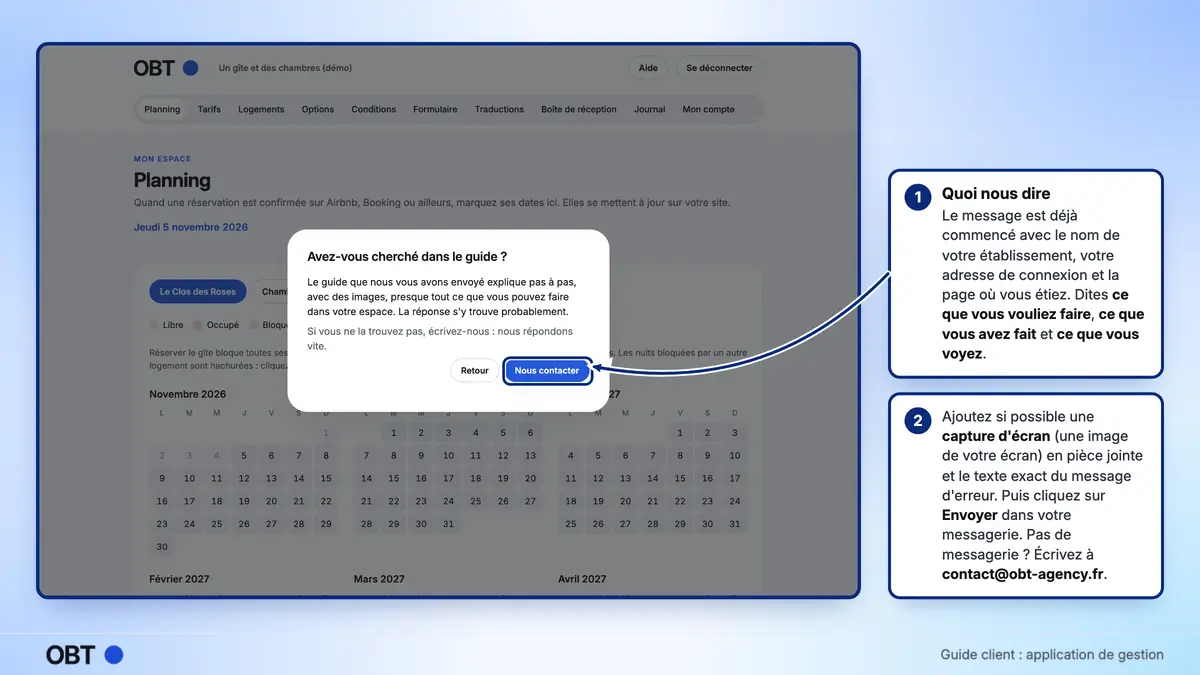 OBT
Un gîte et des chambres (démo)
Aide
Se déconnecter
Planning
Tarifs
Logements
Options
Conditions
Formulaire
Traductions
Boîte de réception
Journal
Mon compte
MON ESPACE
Planning
Quand une réservation est confirmée sur Airbnb, Booking ou ailleurs, marquez ses dates ici. Elles se mettent à jour sur votre site.
Jeudi 5 novembre 2026
Le Clos des Roses
Libre
Occupé
Réserver le gîte bloque toutes
Les nuits bloquées par un autre
logement sont hachurées :
Avez-vous cherché dans le guide ?
Le guide que nous vous avons envoyé explique pas à pas,
avec des images, presque tout ce que vous pouvez faire
dans votre espace. La réponse s'y trouve probablement.
Si vous ne la trouvez pas, écrivez-nous : nous répondons
vite.
Retour
Nous contacter
Novembre 2026
27
L M M J V S D
1
2 3 4 5 6 7 8
9 10 11 12 13 14 15
16 17 18 19 20 21 22
23 24 25 26 27 28 29
30
L M M J V S D
1 2 3 4 5 6
7 8 9 10 11 12 13
14 15 16 17 18 19 20
21 22 23 24 25 26 27
28 29 30 31
L M M J V S D
1 2 3
4 5 6 7 8 9 10
11 12 13 14 15 16 17
18 19 20 21 22 23 24
25 26 27 28 29 30 31
Février 2027
Mars 2027
Avril 2027
1
Quoi nous dire
Le message est déjà
commencé avec le nom de
votre établissement, votre
adresse de connexion et la
page où vous étiez. Dites ce
que vous vouliez faire, ce que
vous avez fait et ce que vous
voyez.
2
Ajoutez si possible une
capture d'écran (une image
de votre écran) en pièce jointe
et le texte exact du message
d'erreur. Puis cliquez sur
Envoyer dans votre
messagerie. Pas de
messagerie ? Écrivez à
contact@obt-agency.fr.
OBT
Guide client : application de gestion